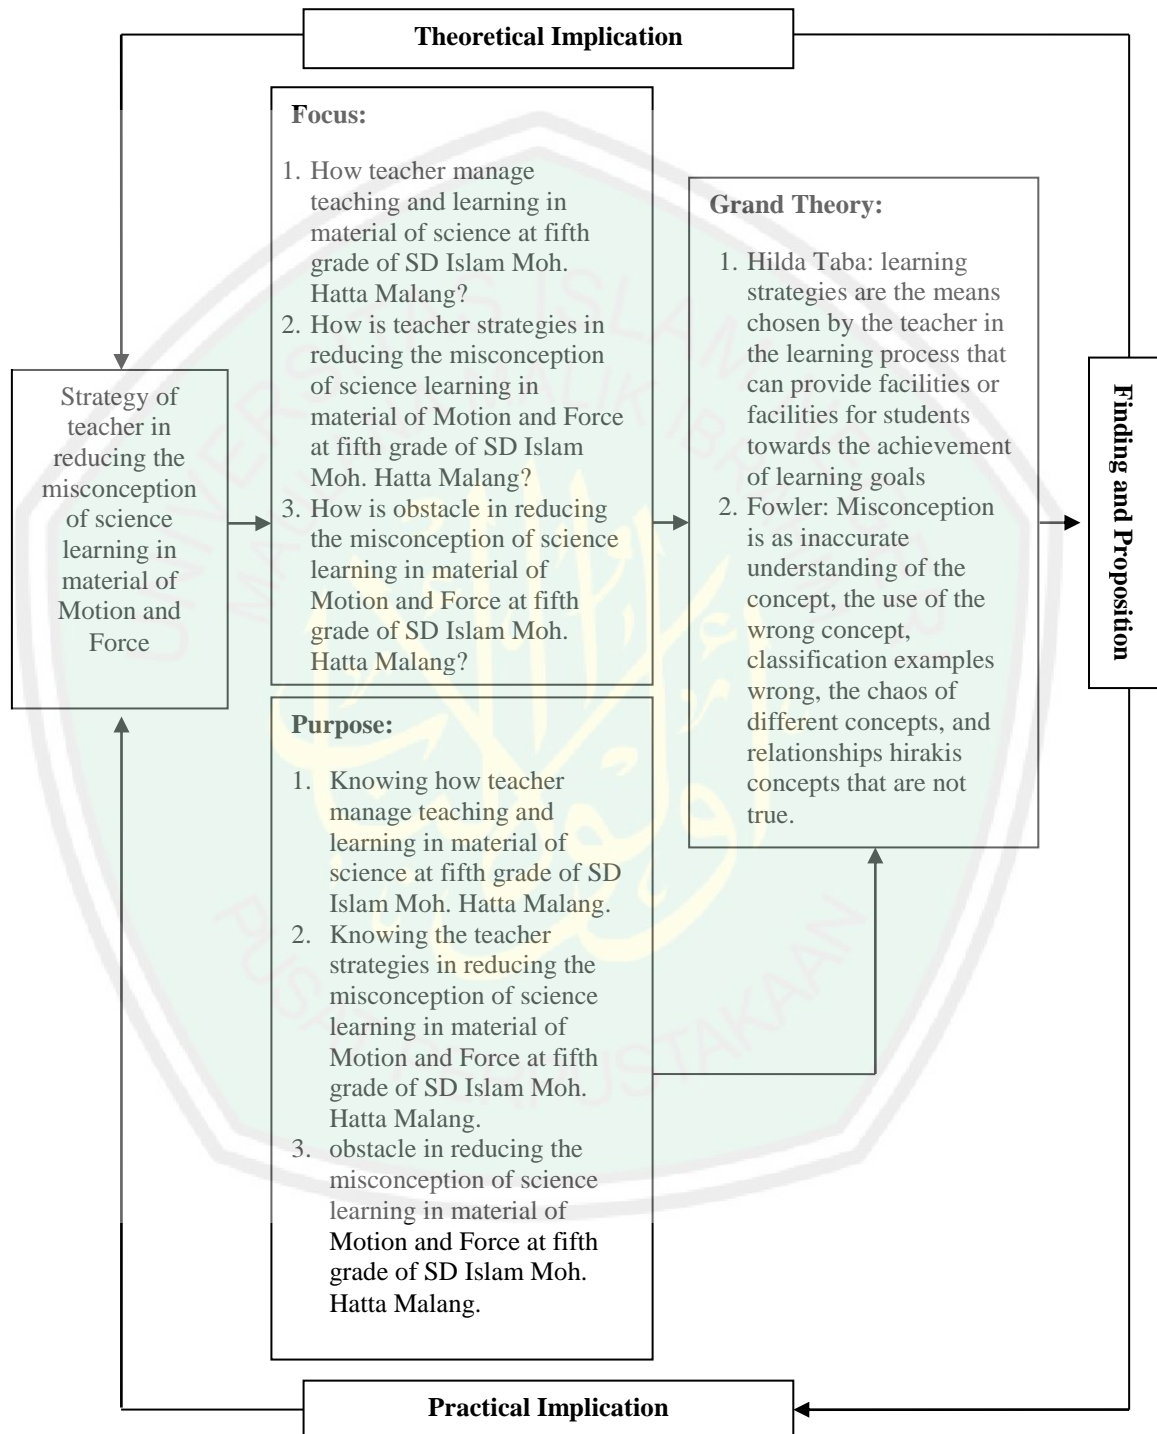 Theoretical Implication
Focus:
1. How teacher manage
teaching and learning in
material of science at fifth
grade of SD Islam Moh.
Hatta Malang?
2. How is teacher strategies in
reducing the misconception
of science learning in
material of Motion and Force
at fifth grade of SD Islam
Moh. Hatta Malang?
3. How is obstacle in reducing
the misconception of science
learning in material of
Motion and Force at fifth
grade of SD Islam Moh.
Hatta Malang?
Grand Theory:
1. Hilda Taba: learning
strategies are the means
chosen by the teacher in
the learning process that
can provide facilities or
facilities for students
towards the achievement
of learning goals
2. Fowler: Misconception
is as inaccurate
understanding of the
concept, the use of the
wrong concept,
classification examples
wrong, the chaos of
different concepts, and
relationships hirakis
concepts that are not
true.
Strategy of
teacher in
reducing the
misconception
of science
learning in
material of
Motion and
Force
Finding and Proposition
Purpose:
1. Knowing how teacher
manage teaching and
learning in material of
science at fifth grade of SD
Islam Moh. Hatta Malang.
2. Knowing the teacher
strategies in reducing the
misconception of science
learning in material of
Motion and Force at fifth
grade of SD Islam Moh.
Hatta Malang.
3. obstacle in reducing the
misconception of science
learning in material of
Motion and Force at fifth
grade of SD Islam Moh.
Hatta Malang.
Practical Implication